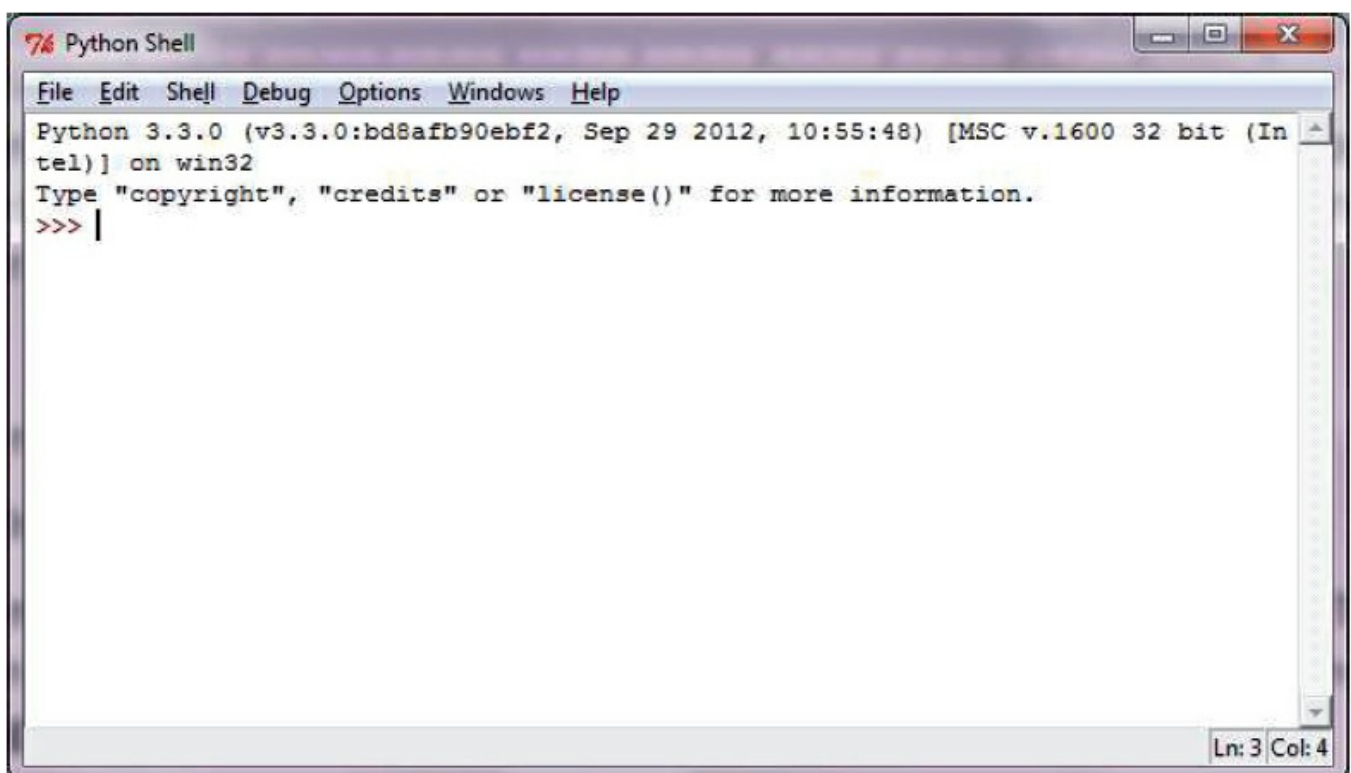 Python Shell
File Edit Shell Debug Options Windows Help
Python 3.3.0 (v3.3.0:bd8afb90ebf2, Sep 29 2012, 10:55:48) [MSC v.1600 32 bit (In
tel)] on win32
Type "copyright", "credits" or "license()" for more information.
>>>
Ln: 3 Col: 4